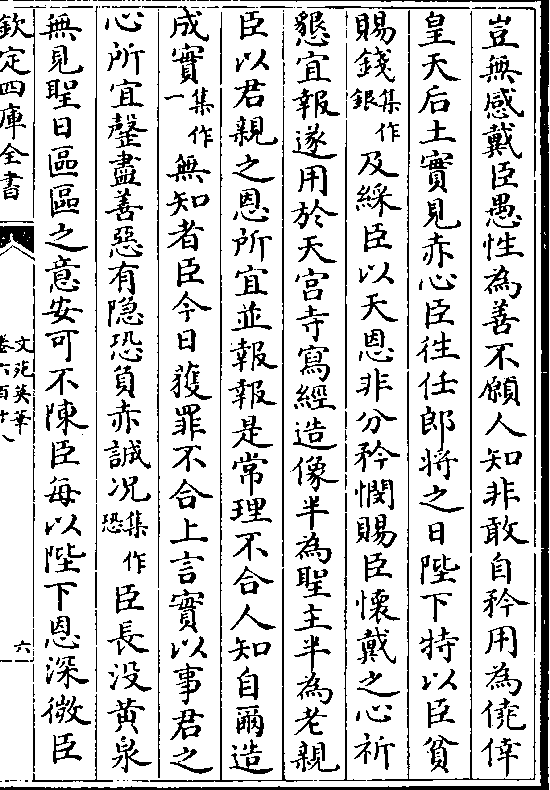 豈無感戴臣愚性為善不願人知非敢自矜用為僥倖
皇天后土實見赤心臣往任郎將之日陛下特以臣貧
賜錢集作銀及綵臣以天恩非分矜憫賜臣懷戴之心祈
懇宜報遂用於天宮寺寫經造像半為聖主半為老親
臣以君親之恩所宜並報報是常理不合人知自爾造
成實集作一無知者臣今日獲罪不合上言實以事君之
心所宜罄盡善惡有隱恐負赤誠况集作恐臣長没黄泉
無見聖日區區之意安可不陳臣每以陛下恩深微臣
欽定四庫全書
文苑英華
卷六百十八
六